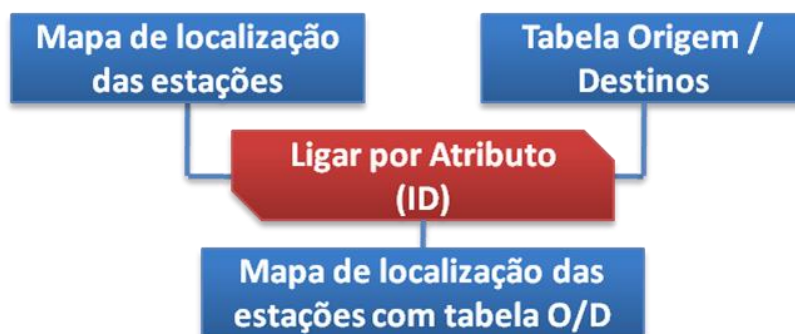 Mapa de localização
das estações
Tabela Origem /
Destinos
Ligar por Atributo
(ID)
Mapa de localização das
estações com tabela O/D